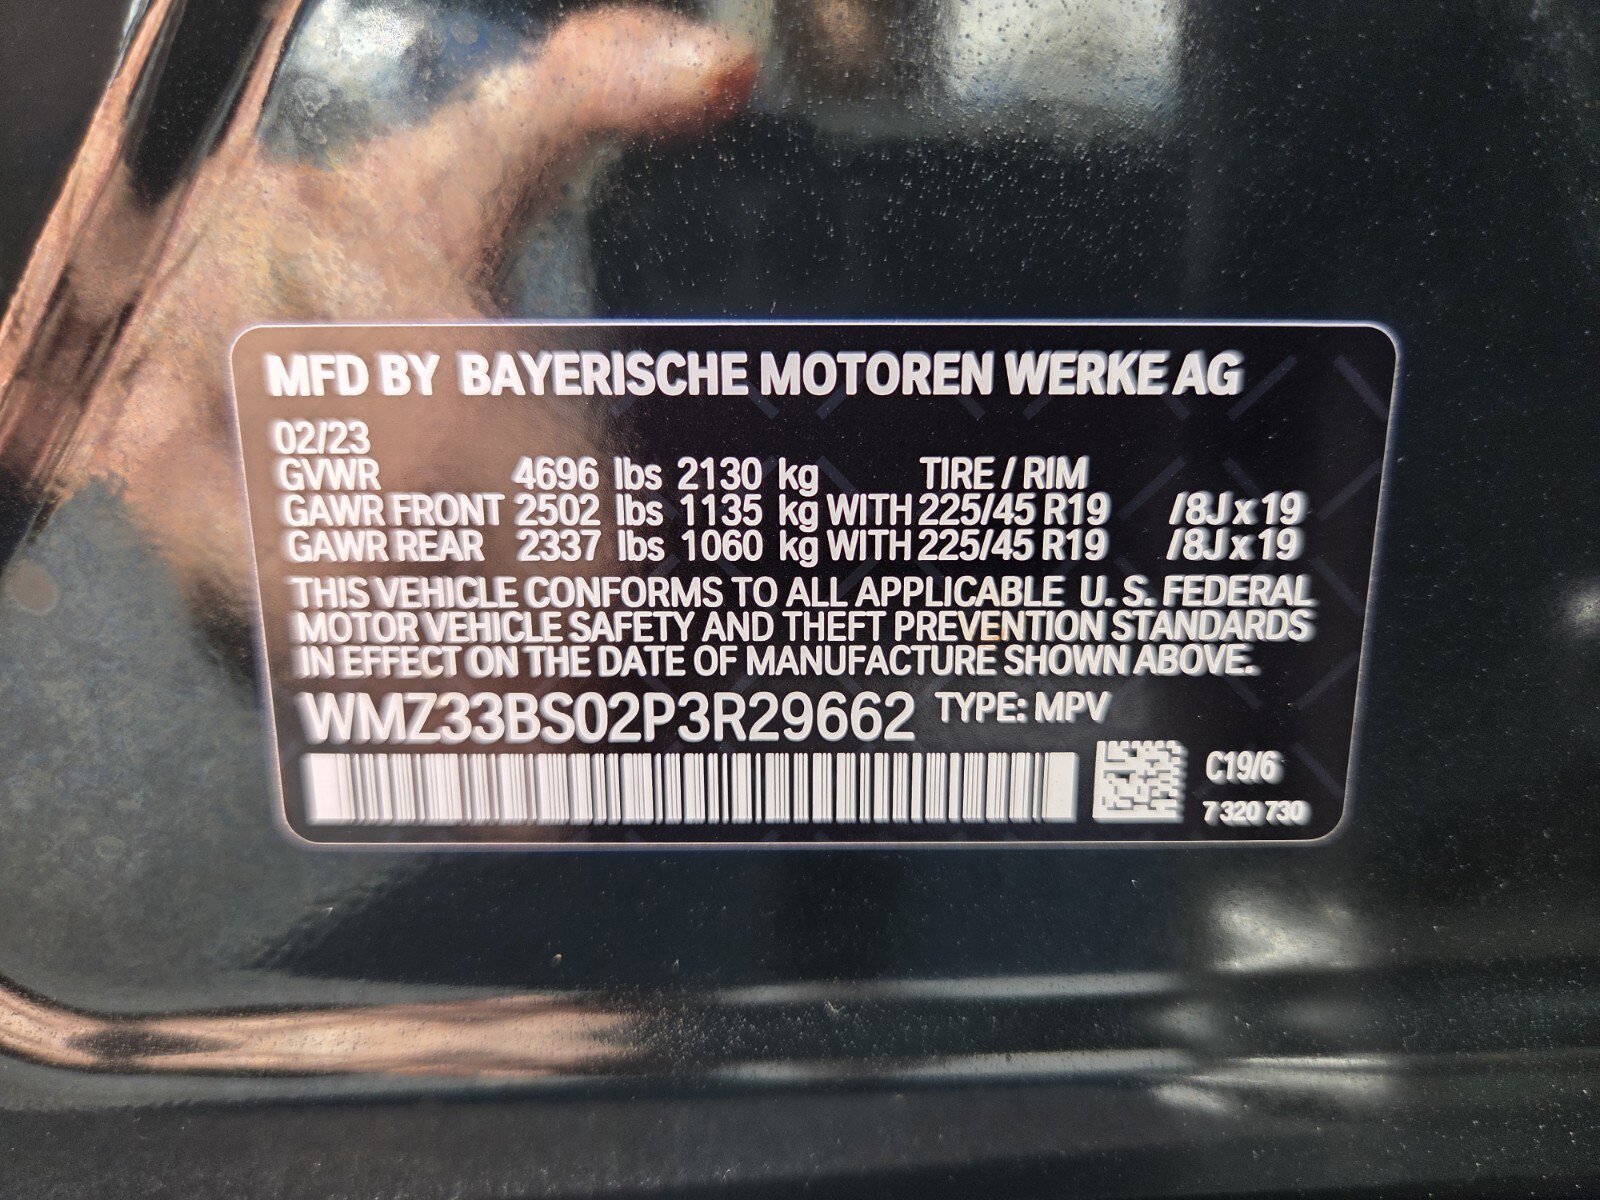 MFD BY BAYERISCHE MOTOREN WERKE AG
02/23
GVWR 4696 lbs 2130 kg TIRE / RIM
GAWR FRONT 2502 lbs 1135 kg WITH 225/45 R19 /8J x 19
GAWR REAR 2337 lbs 1060 kg WITH 225/45 R19 /8J x 19
THIS VEHICLE CONFORMS TO ALL APPLICABLE U. S. FEDERAL
MOTOR VEHICLE SAFETY AND THEFT PREVENTION STANDARDS
IN EFFECT ON THE DATE OF MANUFACTURE SHOWN ABOVE.
WMZ33BS02P3R29662 TYPE: MPV
C19/6
7 320 730